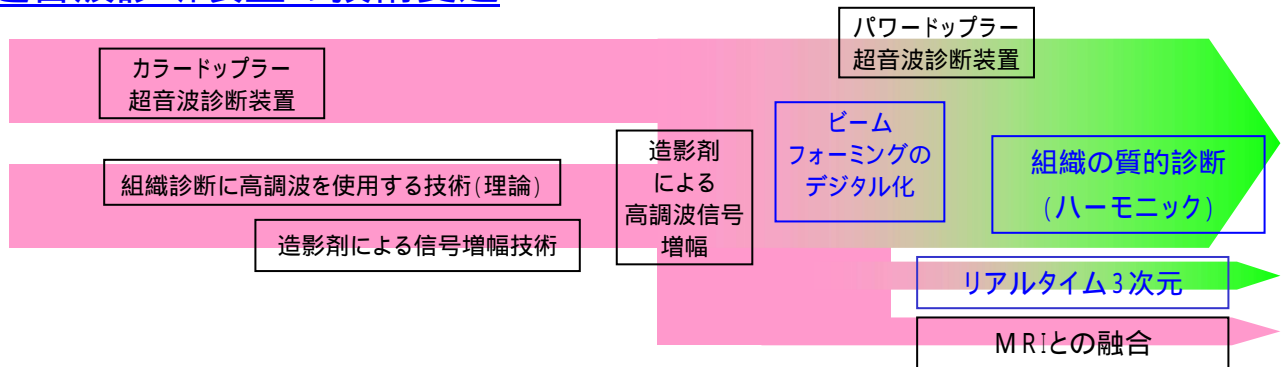 パワードップラー
超音波診断装置
カラードップラー
超音波診断装置
ビーム
フォーミングの
デジタル化
造影剤
による
高調波信号
増幅
組織の質的診断
(ハーモニック)
組織診断に高調波を使用する技術(理論)
造影剤による信号増幅技術
リアルタイム3次元
MRIとの融合